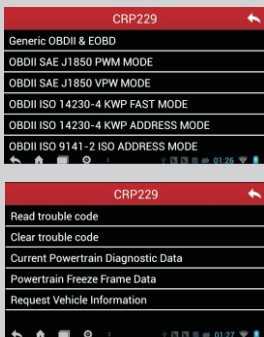 CRP229
Generic OBDII & EOBD
OBDII SAE J1850 PWM MODE
OBDII SAE J1850 VPW MODE
OBDII ISO 14230-4 KWP FAST MODE
OBDII ISO 14230-4 KWP ADDRESS MODE
OBDII ISO 9141-2 ISO ADDRESS MODE
01:26
CRP229
Read trouble code
Clear trouble code
Current Powertrain Diagnostic Data
Powertrain Freeze Frame Data
Request Vehicle Information
01:27